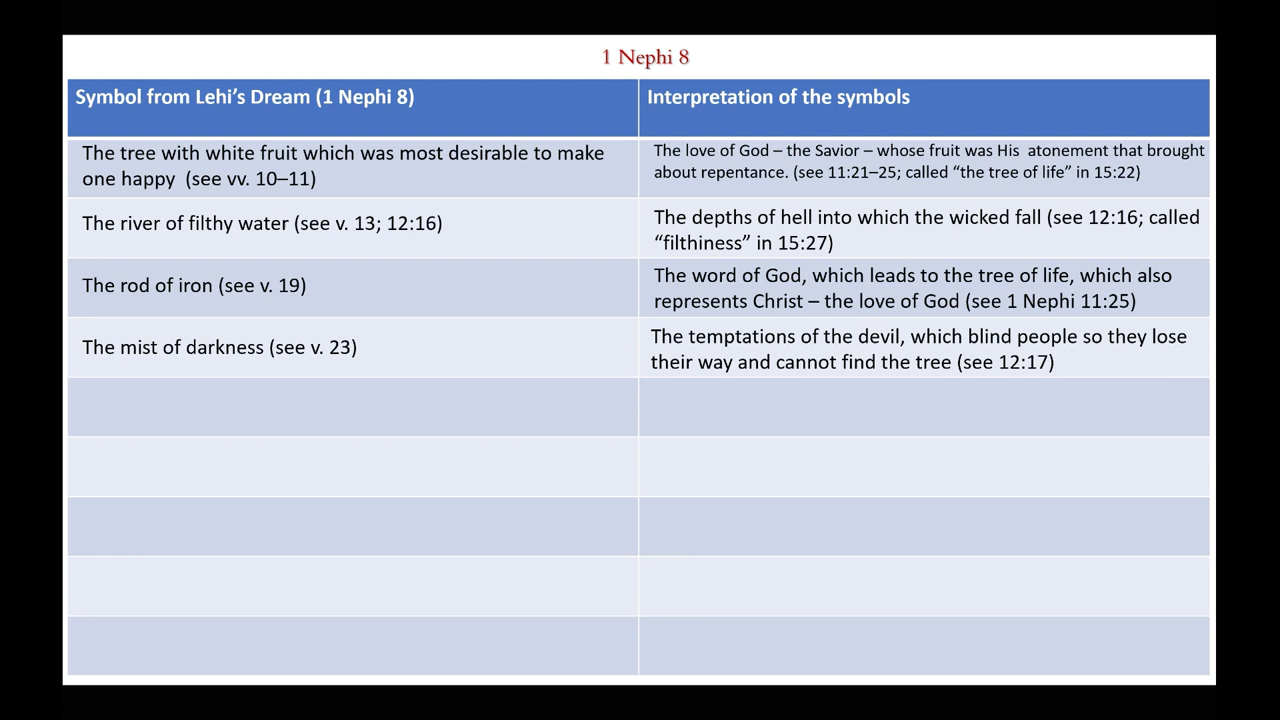 1 Nephi 8
Symbol from Lehi’s Dream (1 Nephi 8)
Interpretation of the symbols
The tree with white fruit which was most desirable to make
one happy  (see vv. 10–11)
The love of God – the Savior – whose fruit was His  atonement that brought
about repentance. (see 11:21–25; called “the tree of life” in 15:22)
The river of filthy water (see v. 13; 12:16)
The depths of hell into which the wicked fall (see 12:16; called
“filthiness” in 15:27)
The rod of iron (see v. 19)
The word of God, which leads to the tree of life, which also
represents Christ – the love of God (see 1 Nephi 11:25)
The mist of darkness (see v. 23)
The temptations of the devil, which blind people so they lose
their way and cannot find the tree (see 12:17)